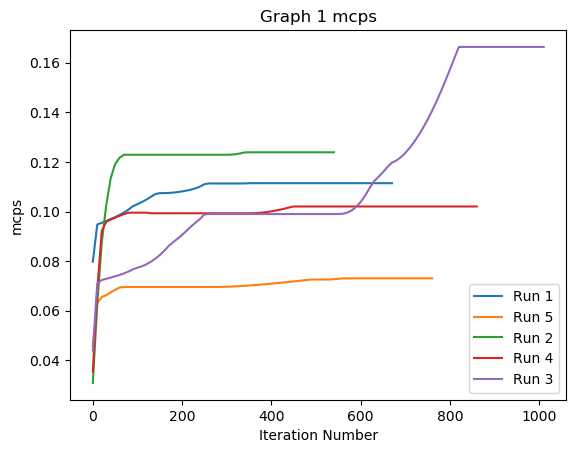 Graph 1 mcps
mcps
0.16
0.14
0.12
0.10
0.08
0.06
0.04
0
200
400
600
800
1000
Iteration Number
Run 1
Run 5
Run 2
Run 4
Run 3